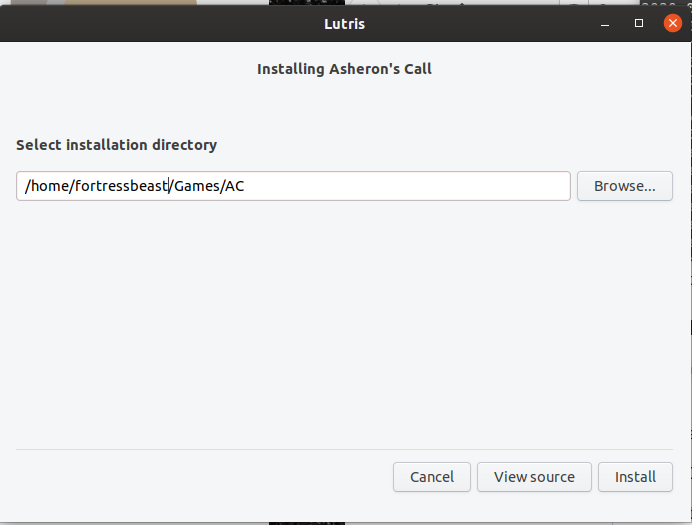 Lutris
Installing Asheron's Call
Select installation directory
/home/fortressbeast/Games/AC
Browse...
Cancel
View source
Install